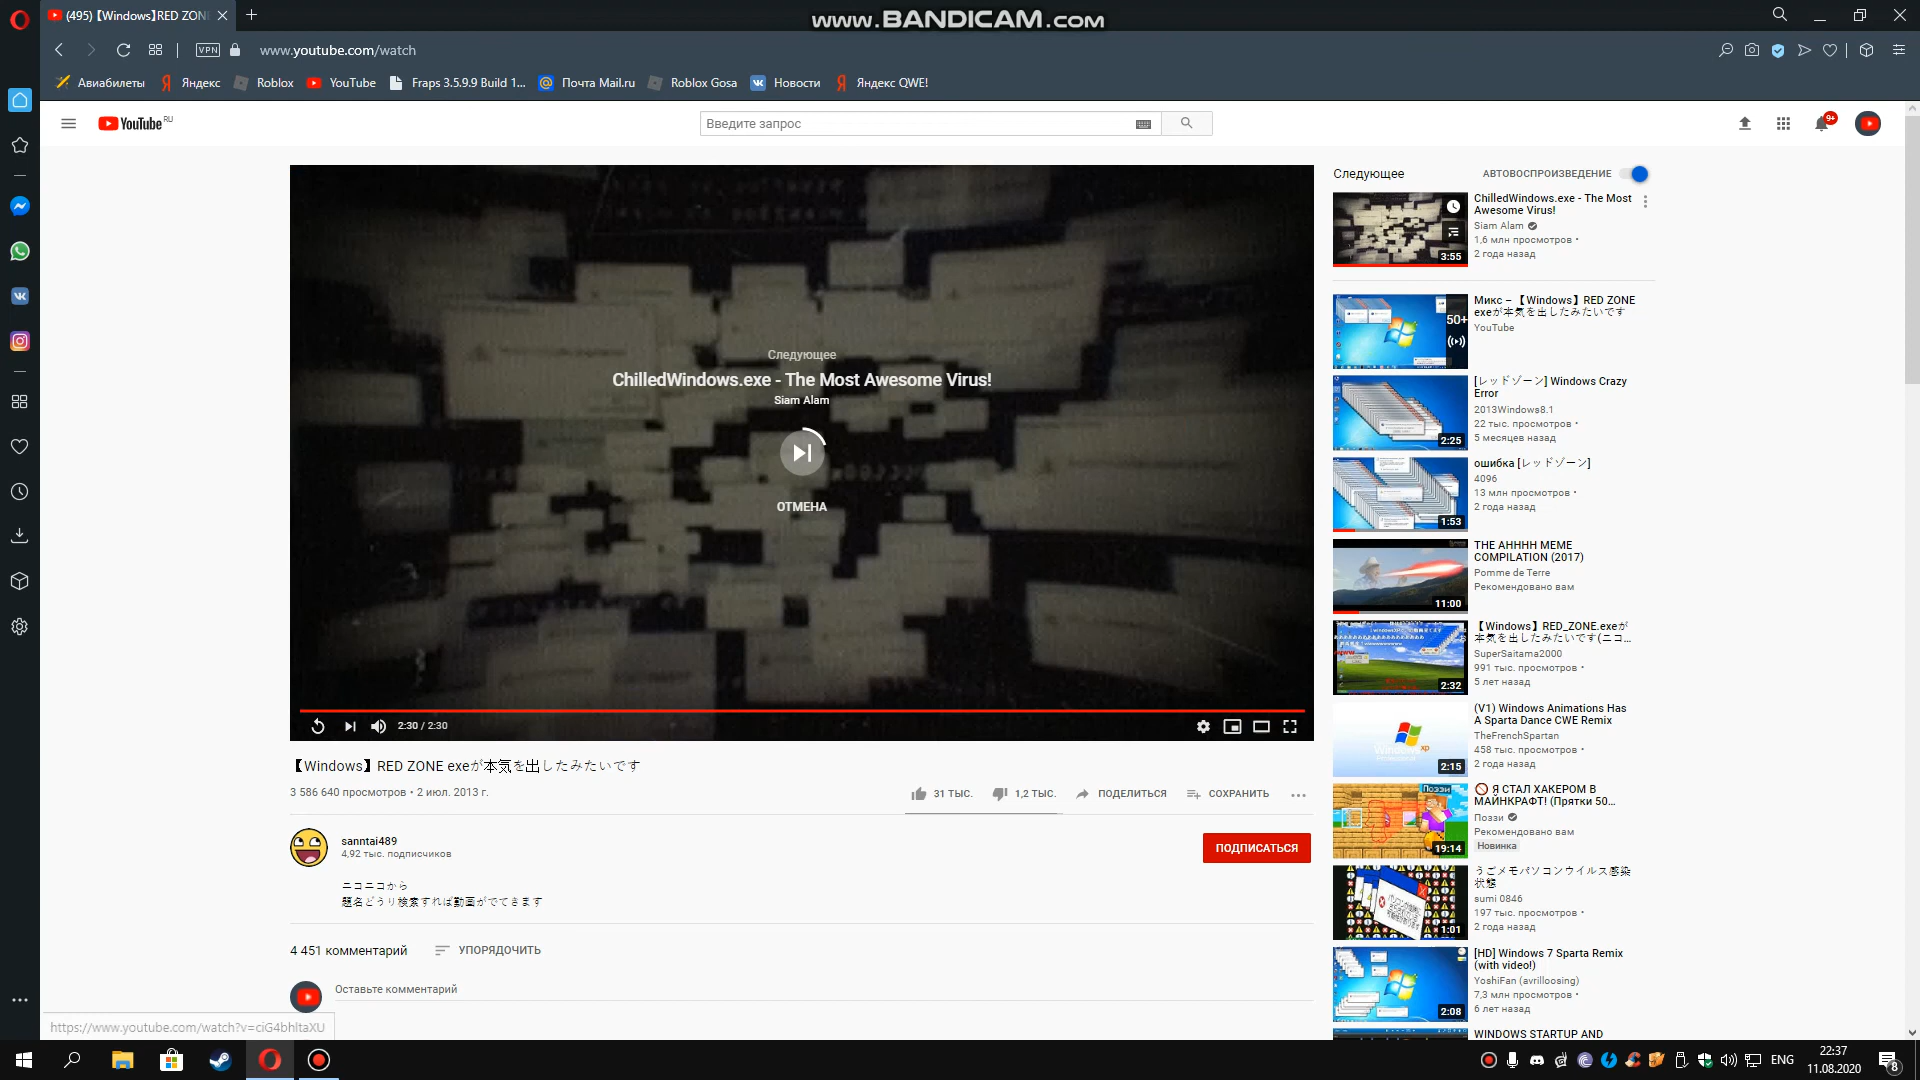 (495) 【Windows】RED ZON
www.BANDICAM.com
VPN
www.youtube.com/watch
Авиабилеты
Яндекс
Roblox
YouTube
Fraps 3.5.9.9 Build 1...
Почта Mail.ru
Roblox Gosa
Новости
Яндекс QWE!
YouTube RU
Введите запрос
9+
Следующее
ChilledWindows.exe - The Most Awesome Virus!
Siam Alam
ОТМЕНА
2:30 / 2:30
【Windows】RED ZONE exeが本気を出したみたいです
3 586 640 просмотров • 2 июл. 2013 г.
31 ТЫС.
1,2 ТЫС.
ПОДЕЛИТЬСЯ
СОХРАНИТЬ
sanntai489
4,92 тыс. подписчиков
ПОДПИСАТЬСЯ
ニコニコから
題名どうり検索すれば動画がでてきます
4 451 комментарий
УПОРЯДОЧИТЬ
Оставьте комментарий
https://www.youtube.com/watch?v=ciG4bhltaXU
Следующее
АВТОВОСПРОИЗВЕДЕНИЕ
3:55
ChilledWindows.exe - The Most
Awesome Virus!
Siam Alam
1,6 млн просмотров •
2 года назад
50+
Микс – 【Windows】RED ZONE
exeが本気を出したみたいです
YouTube
2:25
[レッドゾーン] Windows Crazy
Error
2013Windows8.1
22 тыс. просмотров •
5 месяцев назад
1:53
ошибка [レッドゾーン]
4096
13 млн просмотров •
2 года назад
11:00
THE AHHHH MEME
COMPILATION (2017)
Pomme de Terre
Рекомендовано вам
2:32
【Windows】RED_ZONE.exeが
本気を出したみたいです(ニコ...
SuperSaitama2000
991 тыс. просмотров •
5 лет назад
2:15
(V1) Windows Animations Has
A Sparta Dance CWE Remix
TheFrenchSpartan
458 тыс. просмотров •
2 года назад
Поззи
19:14
Я СТАЛ ХАКЕРОМ В
МАЙНКРАФТ! (Прятки 50...
Поззи
Рекомендовано вам
Новинка
1:01
うごメモパソコンウイルス感染
状態
sumi 0846
197 тыс. просмотров •
2 года назад
2:08
[HD] Windows 7 Sparta Remix
(with video!)
YoshiFan (avrilloosing)
7,3 млн просмотров •
6 лет назад
WINDOWS STARTUP AND
ENG
22:37
11.08.2020
8